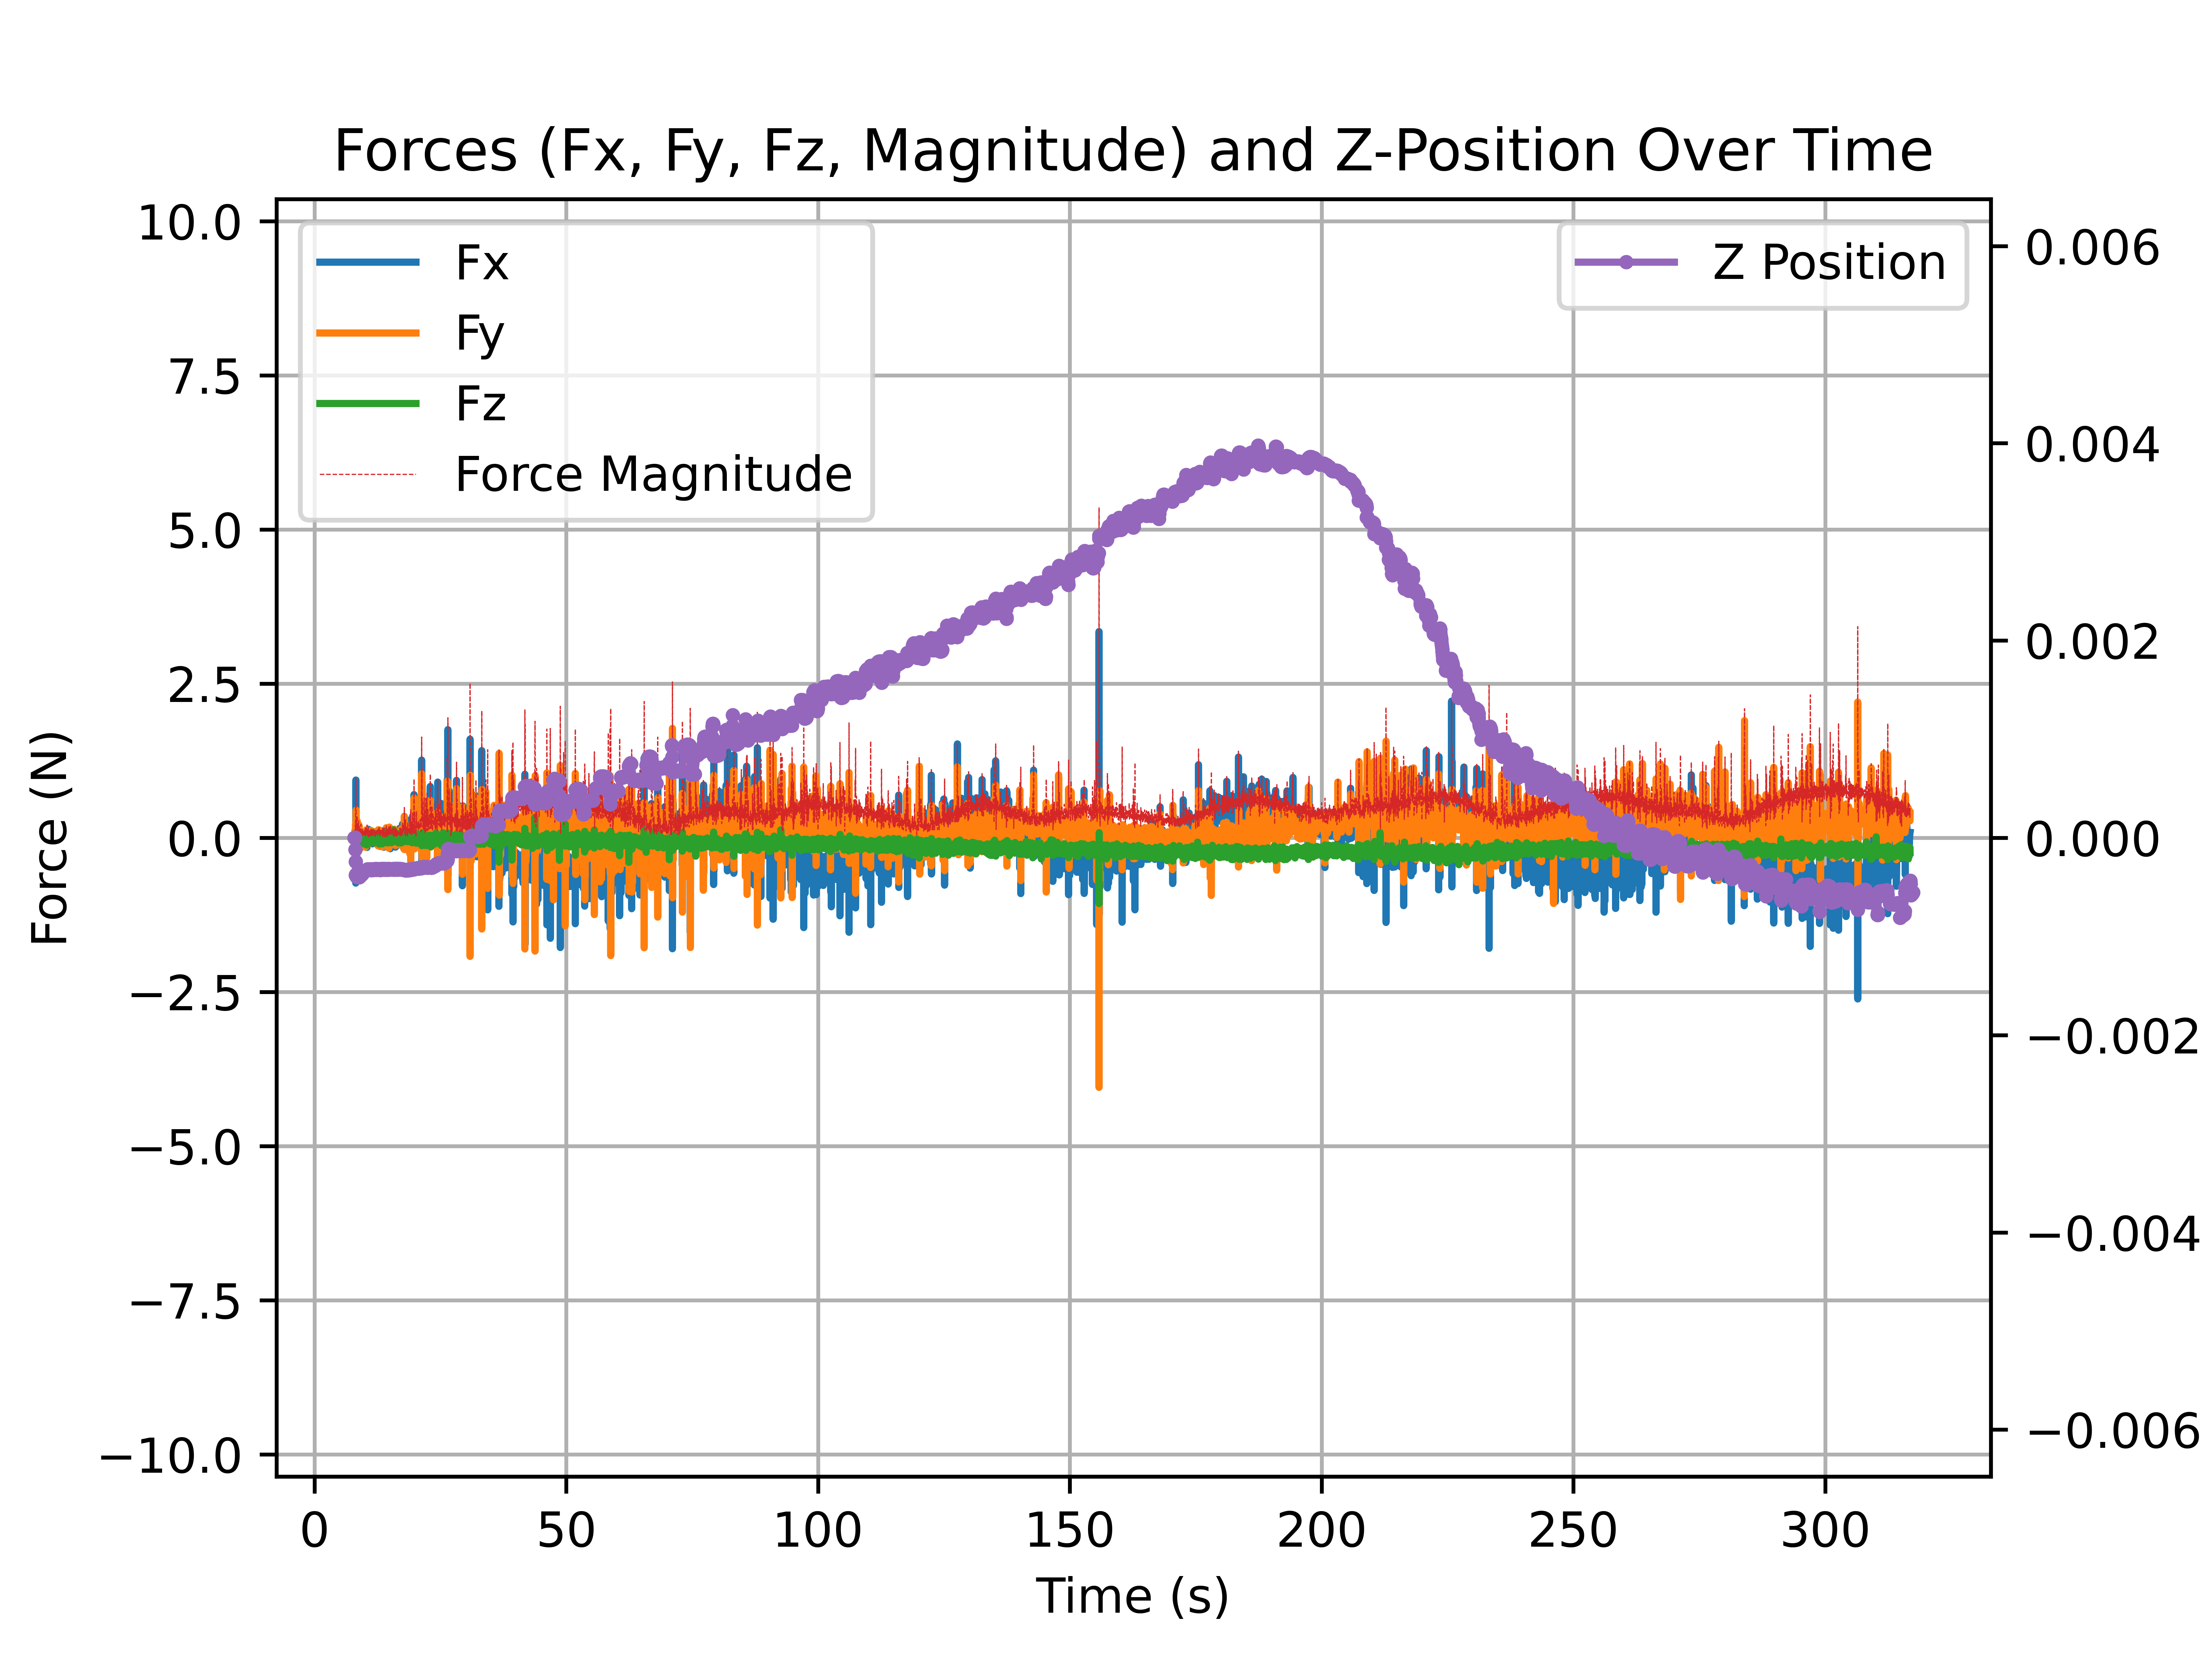 Forces (Fx, Fy, Fz, Magnitude) and Z-Position Over Time
Fx
Fy
Fz
Force Magnitude
Z Position
10.0
7.5
5.0
2.5
0.0
−2.5
−5.0
−7.5
−10.0
Force (N)
0.006
0.004
0.002
0.000
−0.002
−0.004
−0.006
0 50 100 150 200 250 300
Time (s)